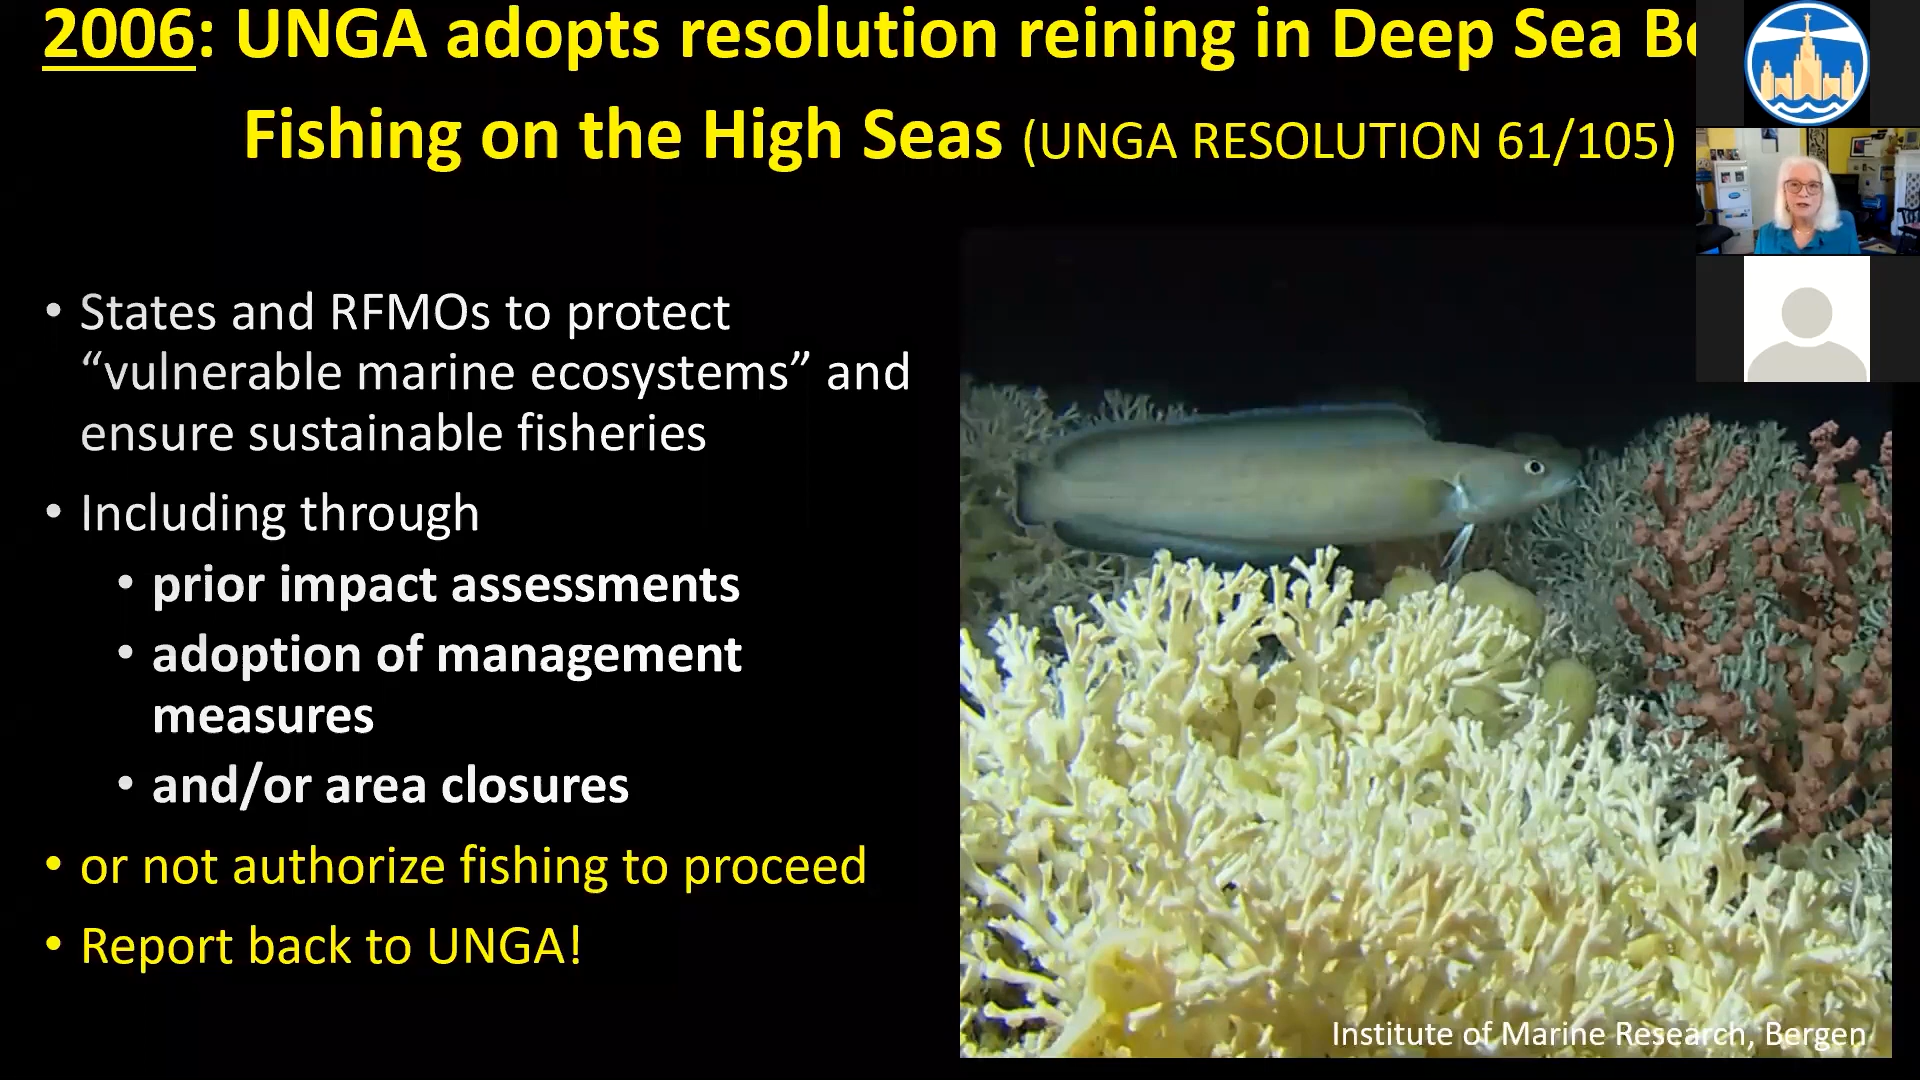 2006: UNGA adopts resolution reining in Deep Sea
Fishing on the High Seas (UNGA RESOLUTION 61/105)
• States and RFMOs to protect
“vulnerable marine ecosystems” and
ensure sustainable fisheries
• Including through
• prior impact assessments
• adoption of management
measures
• and/or area closures
• or not authorize fishing to proceed
• Report back to UNGA!
Institute of Marine Research, Bergen